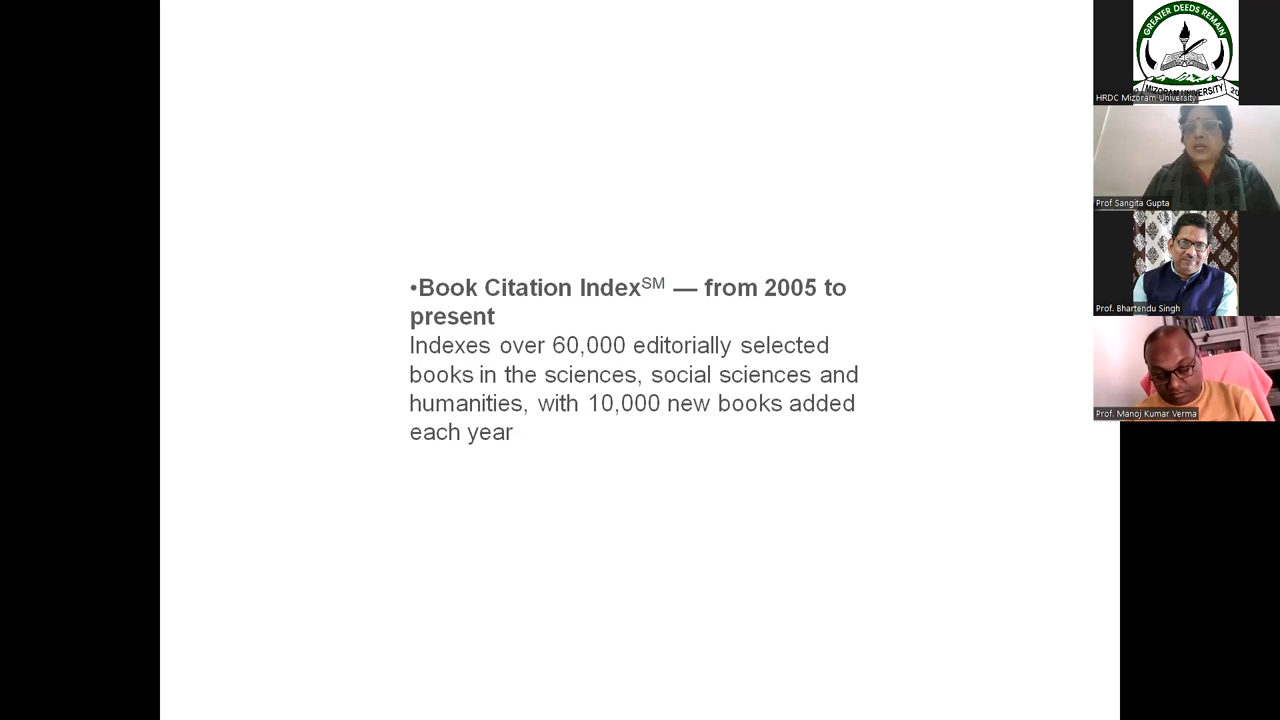 •Book Citation IndexSM — from 2005 to
present
Indexes over 60,000 editorially selected
books in the sciences, social sciences and
humanities, with 10,000 new books added
each year
GREATER DEEDS REMAIN
MIZORAM UNIVERSITY
HRDC Mizoram University
Prof Sangita Gupta
Prof. Bhartendu Singh
Prof. Manoj Kumar Verma